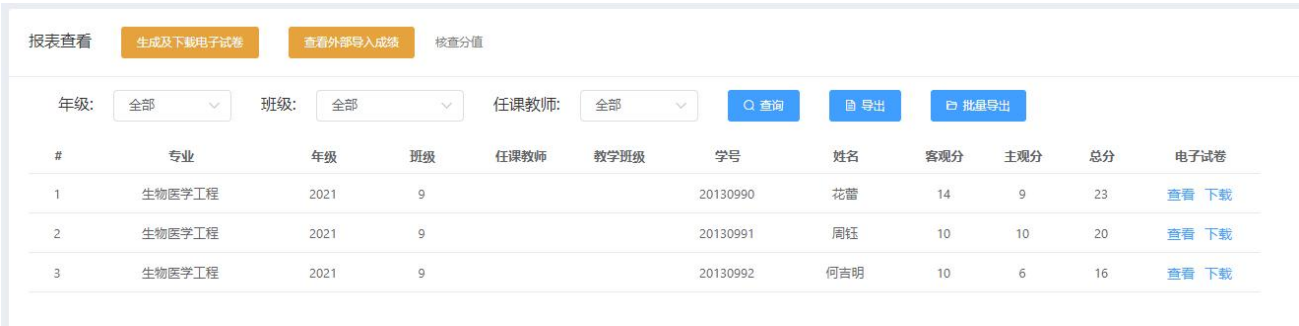 报表查看 生成及下载电子试卷 查看外部导入成绩 核查分值
年级: 全部 班级: 全部 任课教师: 全部 查询 导出 批量导出
# 专业 年级 班级 任课教师 教学班级 学号 姓名 客观分 主观分 总分 电子试卷
1 生物医学工程 2021 9 20130990 花蕾 14 9 23 查看 下载
2 生物医学工程 2021 9 20130991 周钰 10 10 20 查看 下载
3 生物医学工程 2021 9 20130992 何吉明 10 6 16 查看 下载